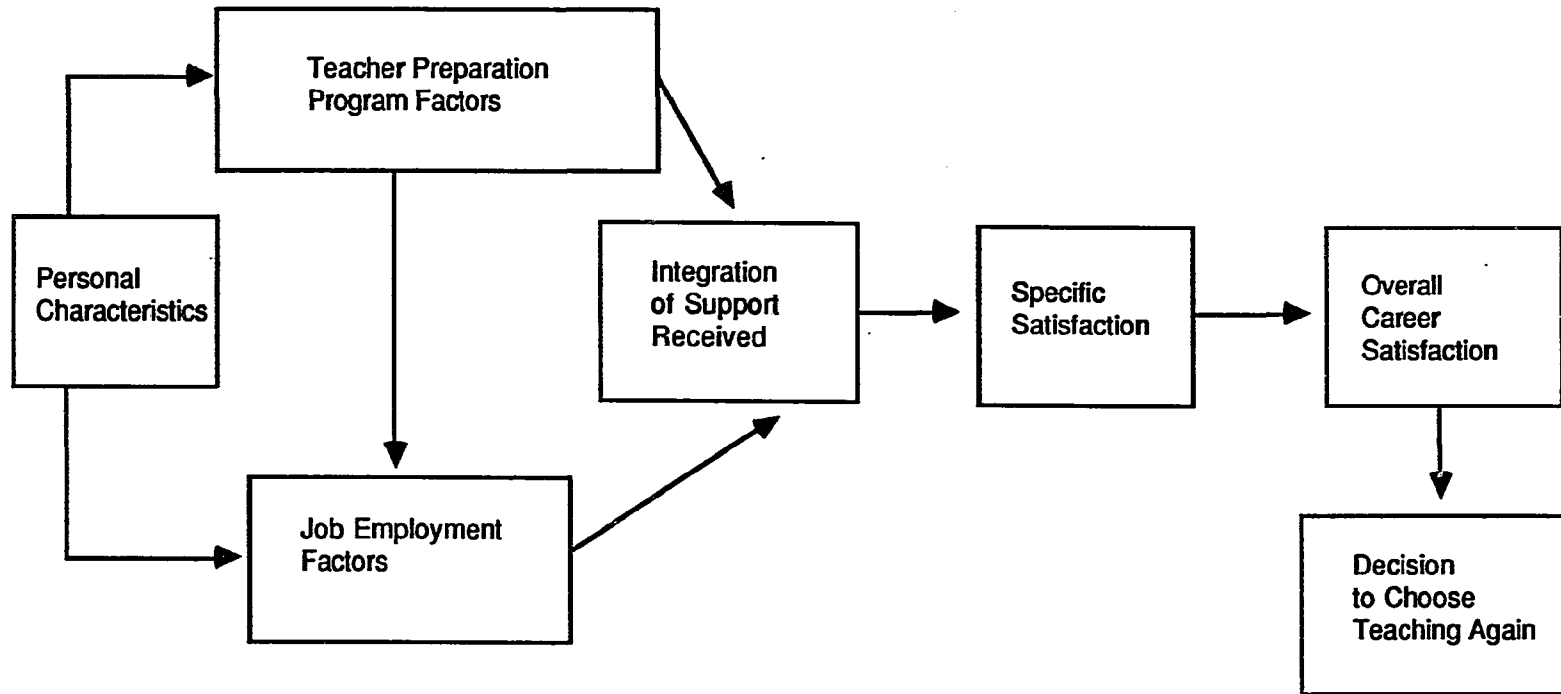 Teacher Preparation
Program Factors
Personal
Characteristics
Integration
of Support
Received
Specific
Satisfaction
Overall
Career
Satisfaction
Job Employment
Factors
Decision
to Choose
Teaching Again